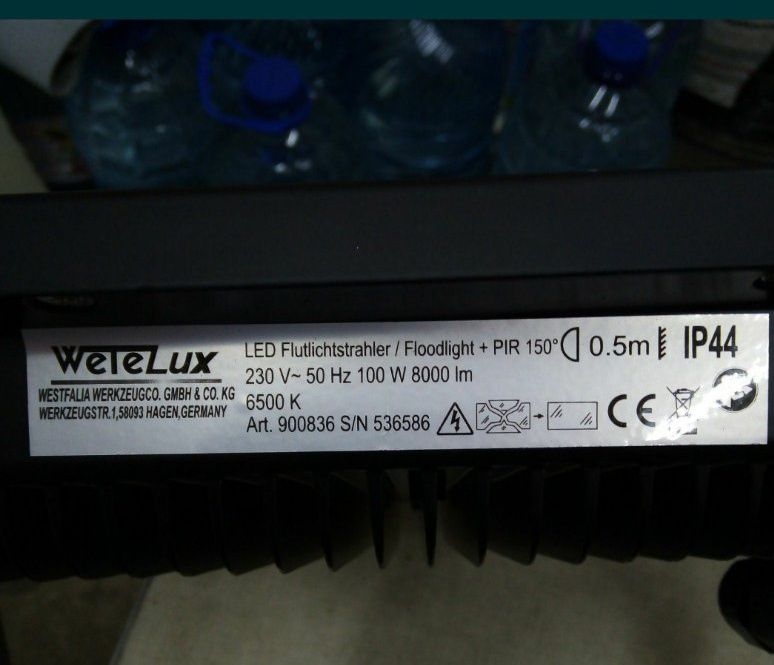 WETELUX
WESTFALIA WERKZEUGCO. GMBH & CO. KG
WERKZEUGSTR.1,58093 HAGEN,GERMANY
LED Flutlichtstrahler / Floodlight + PIR 150° 0.5m IP44
230 V~ 50 Hz 100 W 8000 lm
6500 K
Art. 900836 S/N 536586 CE